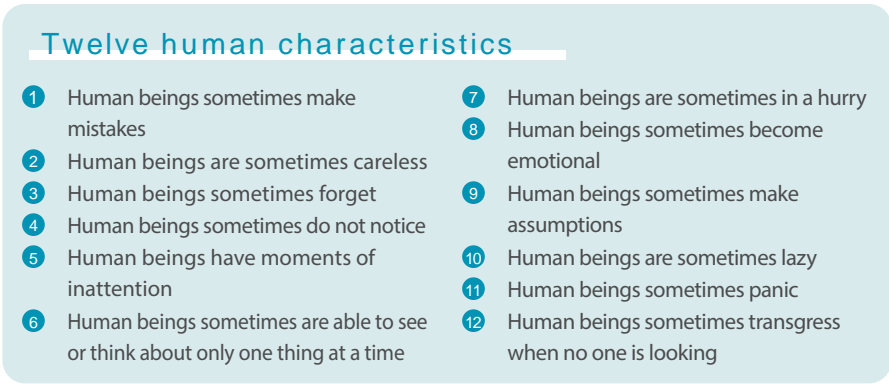 Twelve human characteristics
1 Human beings sometimes make
mistakes
2 Human beings are sometimes careless
3 Human beings sometimes forget
4 Human beings sometimes do not notice
5 Human beings have moments of
inattention
6 Human beings sometimes are able to see
or think about only one thing at a time
7 Human beings are sometimes in a hurry
8 Human beings sometimes become
emotional
9 Human beings sometimes make
assumptions
10 Human beings are sometimes lazy
11 Human beings sometimes panic
12 Human beings sometimes transgress
when no one is looking